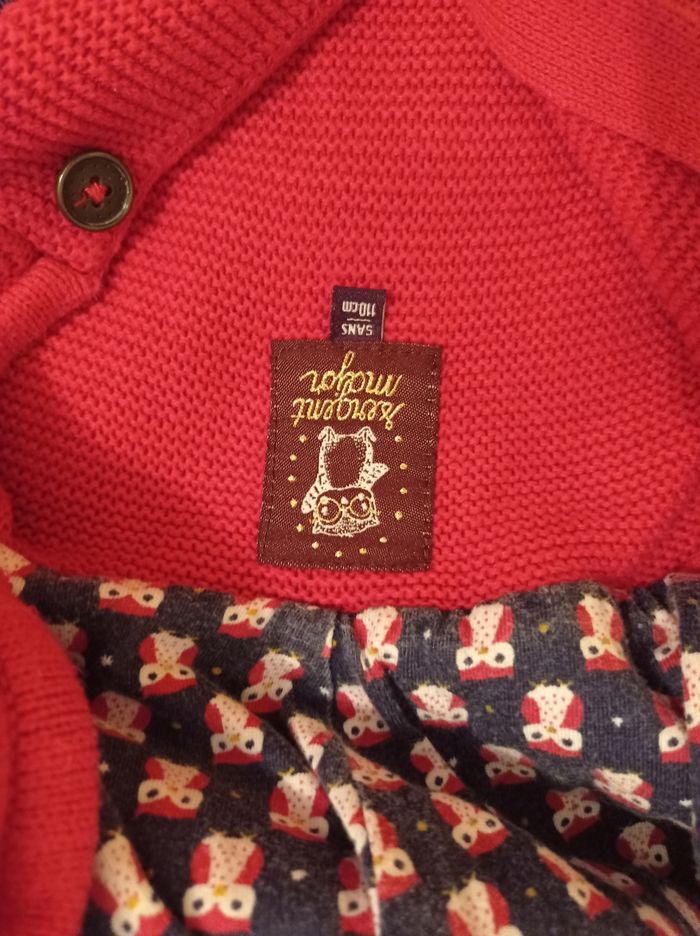 sergent
major
5ANS
110cm